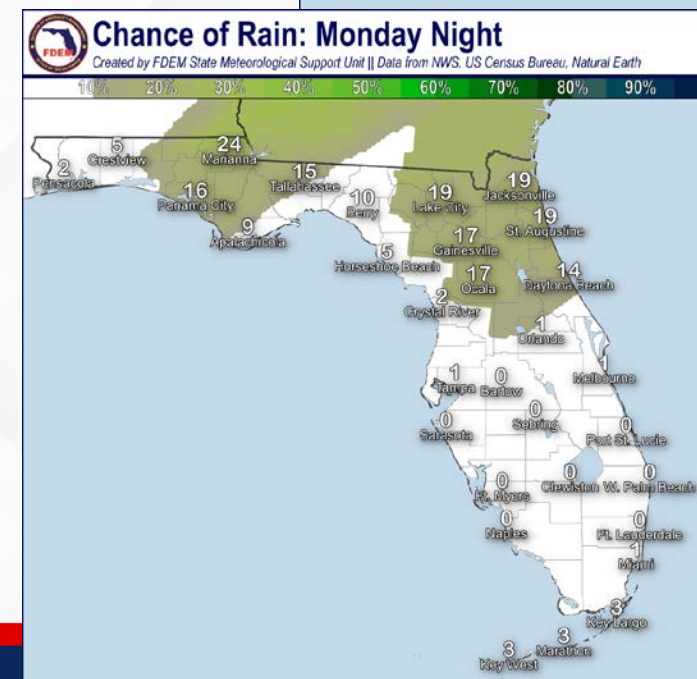 FDEM
Chance of Rain: Monday Night
Created by FDEM State Meteorological Support Unit || Data from NWS, US Census Bureau, Natural Earth
10% 20% 30% 40% 50% 60% 70% 80% 90%
5
Crestview
2
Pensacola
24
Marianna
16
Panama City
15
Tallahassee
9
Apalachicola
10
Perry
19
Lake City
19
Jacksonville
19
St. Augustine
17
Gainesville
5
Horseshoe Beach
17
Ocala
14
Daytona Beach
2
Crystal River
1
Orlando
1
Tampa
0
Bartow
1
Melbourne
0
Sarasota
0
Sebring
0
Port St. Lucie
0
Ft. Myers
0
Clewiston
0
W. Palm Beach
0
Naples
0
Ft. Lauderdale
1
Miami
3
Key Largo
3
Marathon
3
Key West